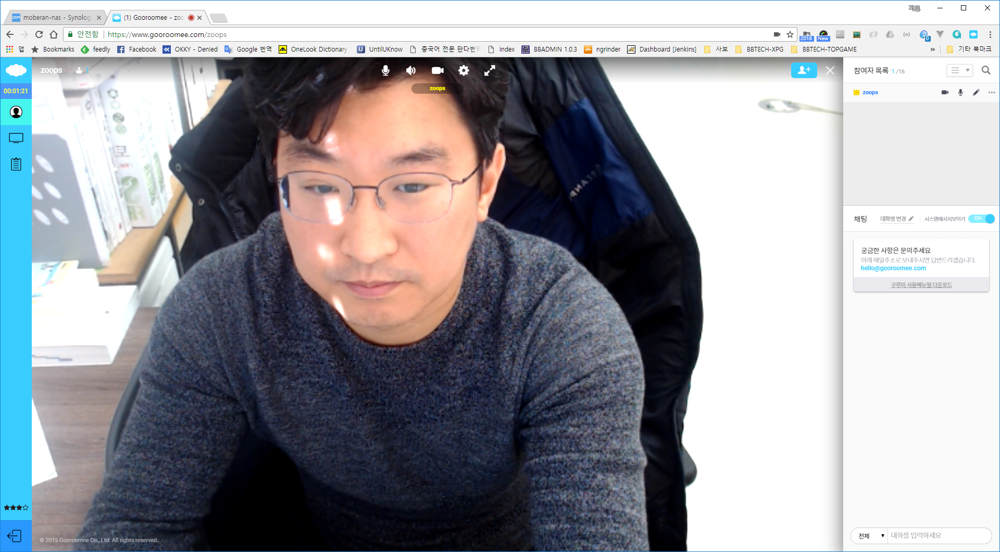 제홈
moberan-nas - Synology
(1) Gooroomee - zoo
안전함 https://www.gooroomee.com/zoops
2018 New 0
앱 Bookmarks feedly Facebook OKKY - Denied Google 번역 OneLook Dictionary UntilUKnow 중국어 전문 판다번역 index BBADMIN 1.0.3 ngrinder Dashboard [Jenkins] 사보 BBTECH-XPG BBTECH-TOPGAME » 기타 북마크
zoops 1
zoops
00:01:21
참여자 목록 1 /16
zoops
채팅 대화명 변경 시스템메시지보이기 ON
궁금한 사항은 문의주세요
아래 메일주소로 보내주시면 답변드리겠습니다.
hello@gooroomee.com
구루미 사용메뉴얼 다운로드
전체 대화를 입력하세요
© 2015 Gooroomee Co., Ltd. All rights reserved.